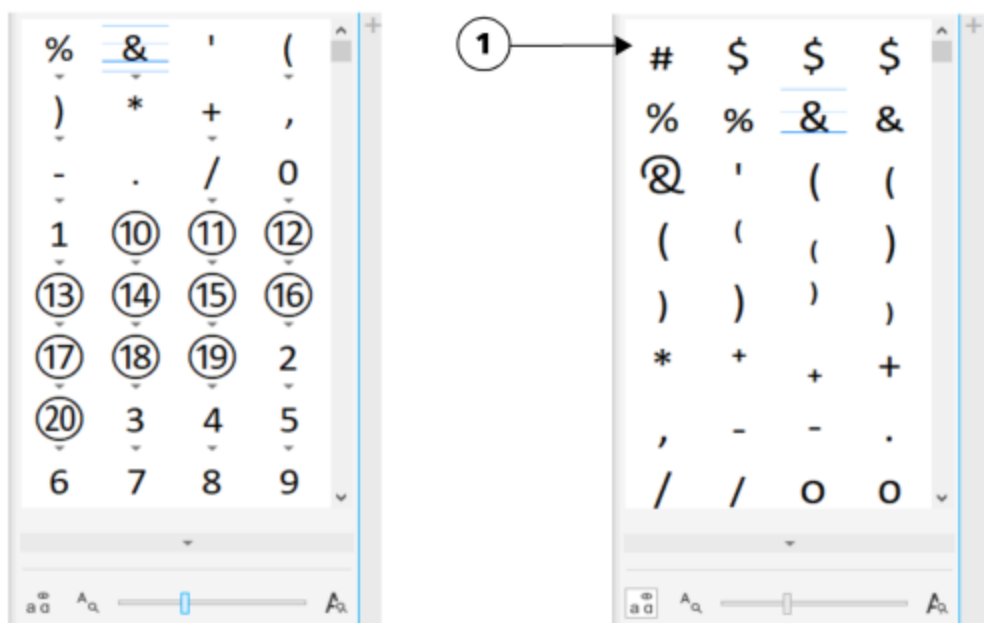 % & ' (
) * + ,
- . / 0
1 ⑩ ⑪ ⑫
⑬ ⑭ ⑮ ⑯
⑰ ⑱ ⑲ 2
⑳ 3 4 5
6 7 8 9
a a A A
1
# $ $ $
% % & &
& ' ( (
( ( ( )
) ) ) )
* + + +
, - - .
/ / o o
a a A A